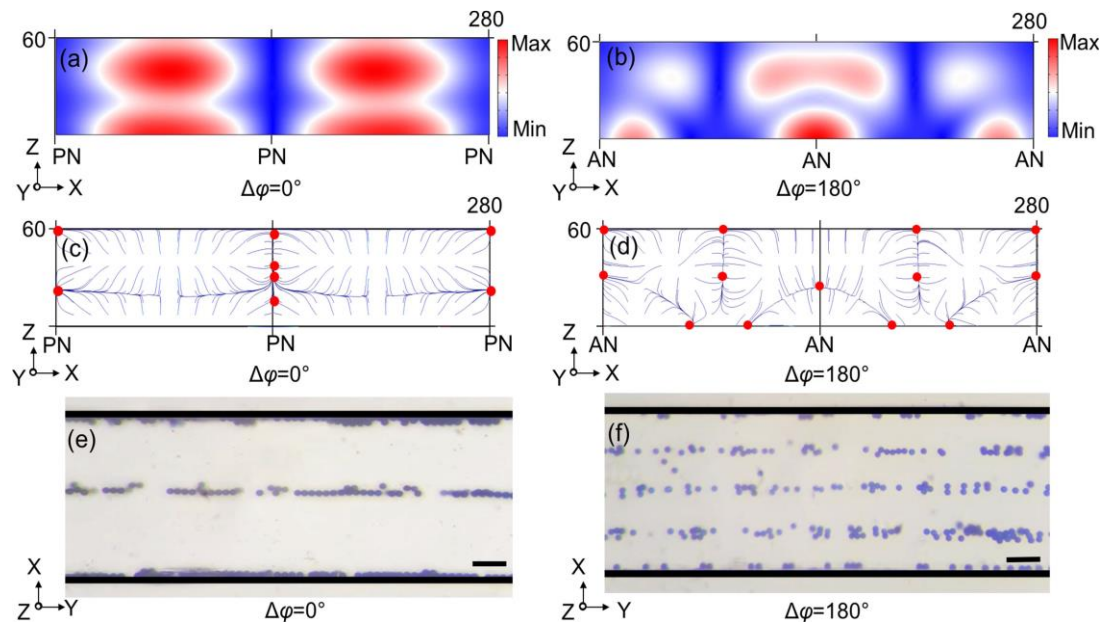 280
60
(a)
Max
Min
PN
PN
PN
Z
Y
X
Δφ=0°
280
60
(b)
Max
Min
AN
AN
AN
Z
Y
X
Δφ=180°
280
60
(c)
PN
PN
PN
Z
Y
X
Δφ=0°
280
60
(d)
AN
AN
AN
Z
Y
X
Δφ=180°
(e)
X
Z
Y
Δφ=0°
(f)
X
Z
Y
Δφ=180°